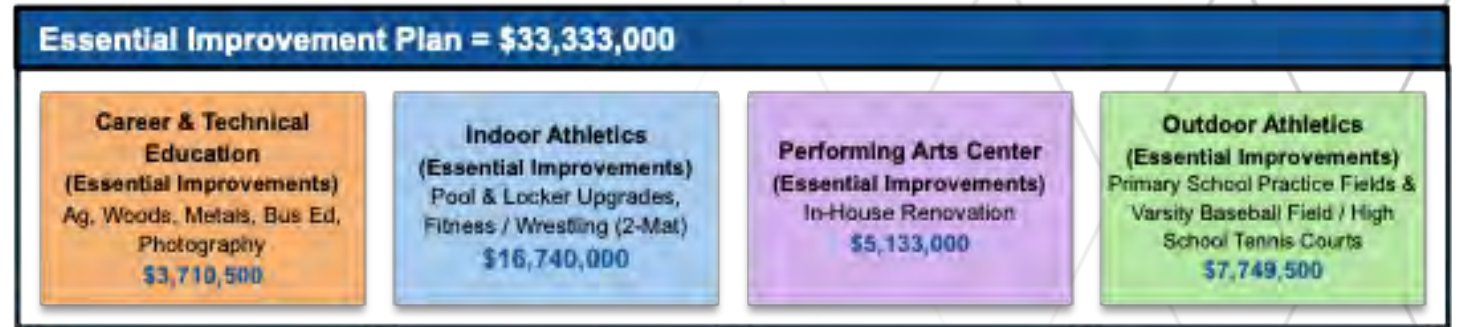 Essential Improvement Plan = $33,333,000
Career & Technical
Education
(Essential Improvements)
Ag, Woods, Metals, Bus Ed,
Photography
$3,710,500
Indoor Athletics
(Essential Improvements)
Pool & Locker Upgrades,
Fitness / Wrestling (2-Mat)
$16,740,000
Performing Arts Center
(Essential Improvements)
In-House Renovation
$5,133,000
Outdoor Athletics
(Essential Improvements)
Primary School Practice Fields &
Varsity Baseball Field / High
School Tennis Courts
$7,749,500